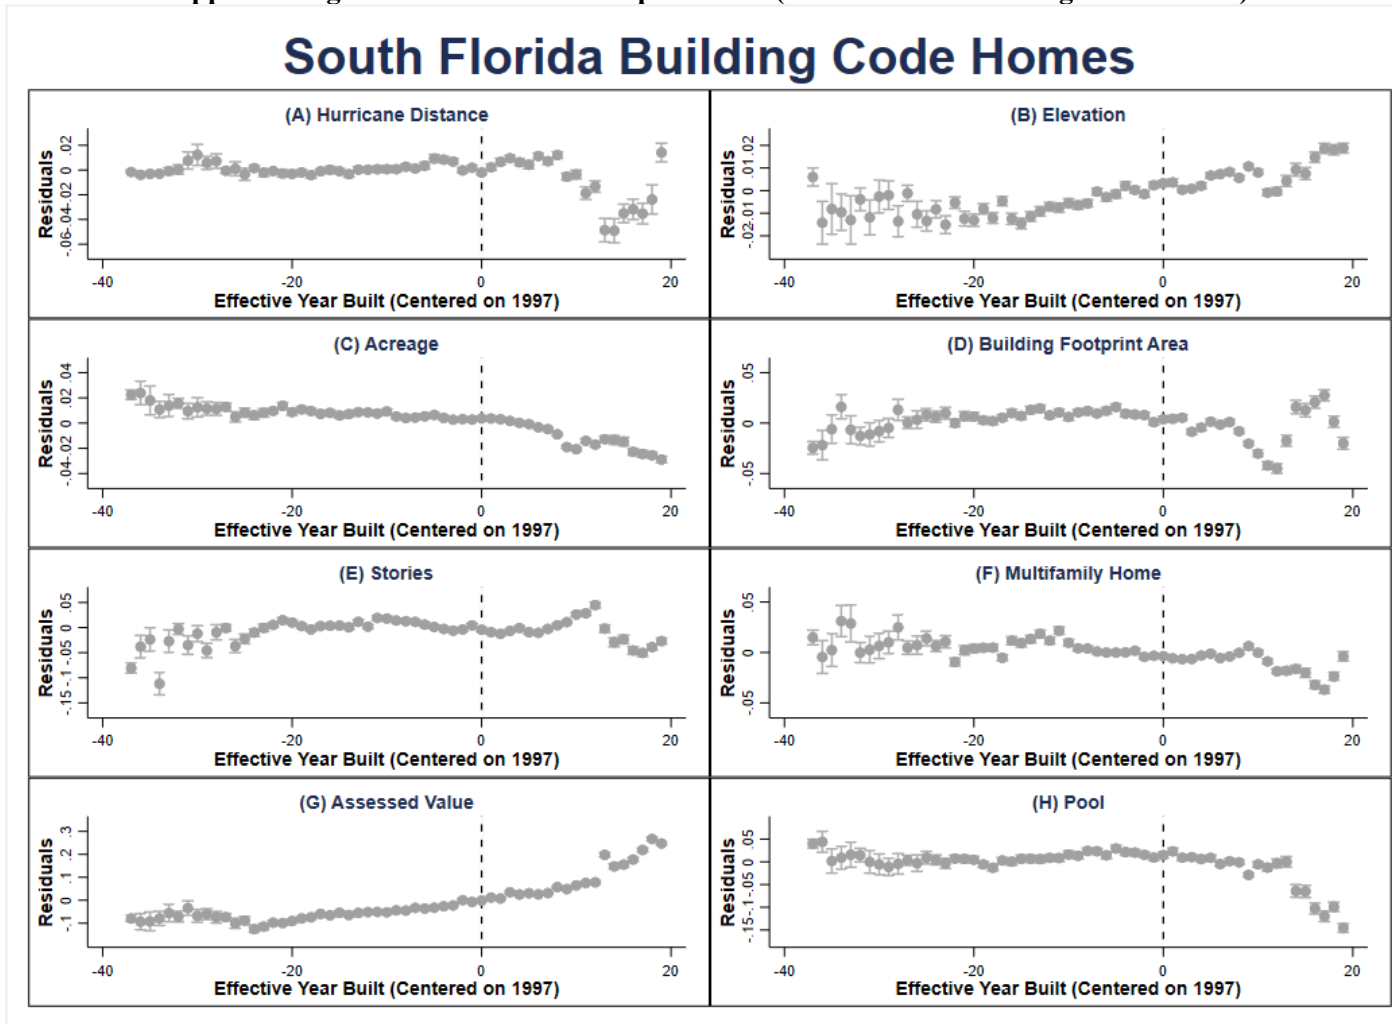 South Florida Building Code Homes
(A) Hurricane Distance
Residuals
-.06-.04-.02 0 .02
-40 -20 0 20
Effective Year Built (Centered on 1997)
(B) Elevation
Residuals
-.02-.01 0 .01.02
-40 -20 0 20
Effective Year Built (Centered on 1997)
(C) Acreage
Residuals
-.04-.02 0 .02 .04
-40 -20 0 20
Effective Year Built (Centered on 1997)
(D) Building Footprint Area
Residuals
-.05 0 .05
-40 -20 0 20
Effective Year Built (Centered on 1997)
(E) Stories
Residuals
-.15-.1-.05 0 .05
-40 -20 0 20
Effective Year Built (Centered on 1997)
(F) Multifamily Home
Residuals
-.05 0 .05
-40 -20 0 20
Effective Year Built (Centered on 1997)
(G) Assessed Value
Residuals
-.1 0 .1 .2 .3
-40 -20 0 20
Effective Year Built (Centered on 1997)
(H) Pool
Residuals
-.15-.1-.05 0 .05
-40 -20 0 20
Effective Year Built (Centered on 1997)